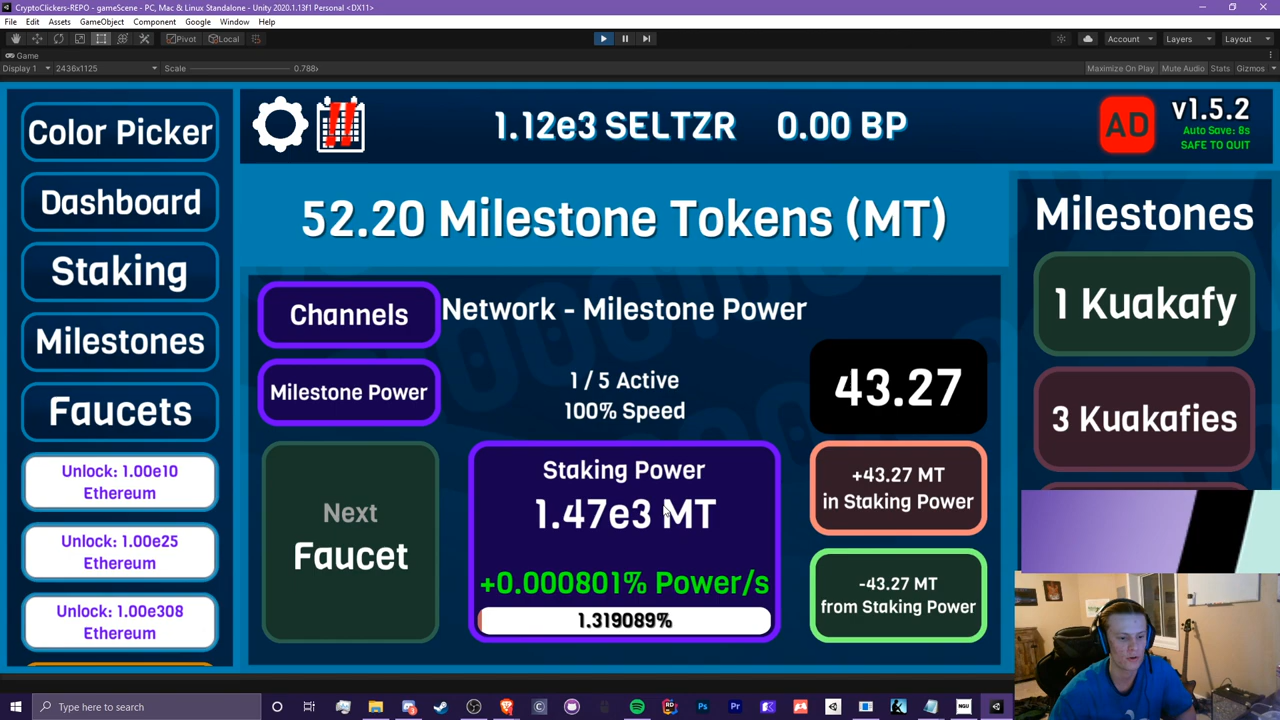 CryptoClickers-REPO - gameScene - PC, Mac & Linux Standalone - Unity 2020.1.13f1 Personal <DX11>
File Edit Assets GameObject Component Google Window Help
Pivot Local Account Layers Layout
Game
Display 1 2436x1125 Scale 0.788x Maximize On Play Mute Audio Stats Gizmos
Color Picker
Dashboard
Staking
Milestones
Faucets
Unlock: 1.00e10
Ethereum
Unlock: 1.00e25
Ethereum
Unlock: 1.00e308
Ethereum
!!
1.12e3 SELTZR 0.00 BP
AD
v1.5.2
Auto Save: 8s
SAFE TO QUIT
52.20 Milestone Tokens (MT)
Channels
Milestone Power
Next
Faucet
Network - Milestone Power
1 / 5 Active
100% Speed
Staking Power
1.47e3 MT
+0.000801% Power/s
1.319089%
43.27
+43.27 MT
in Staking Power
-43.27 MT
from Staking Power
Milestones
1 Kuakafy
3 Kuakafies
Type here to search
RD
Ps
Pr
NGU